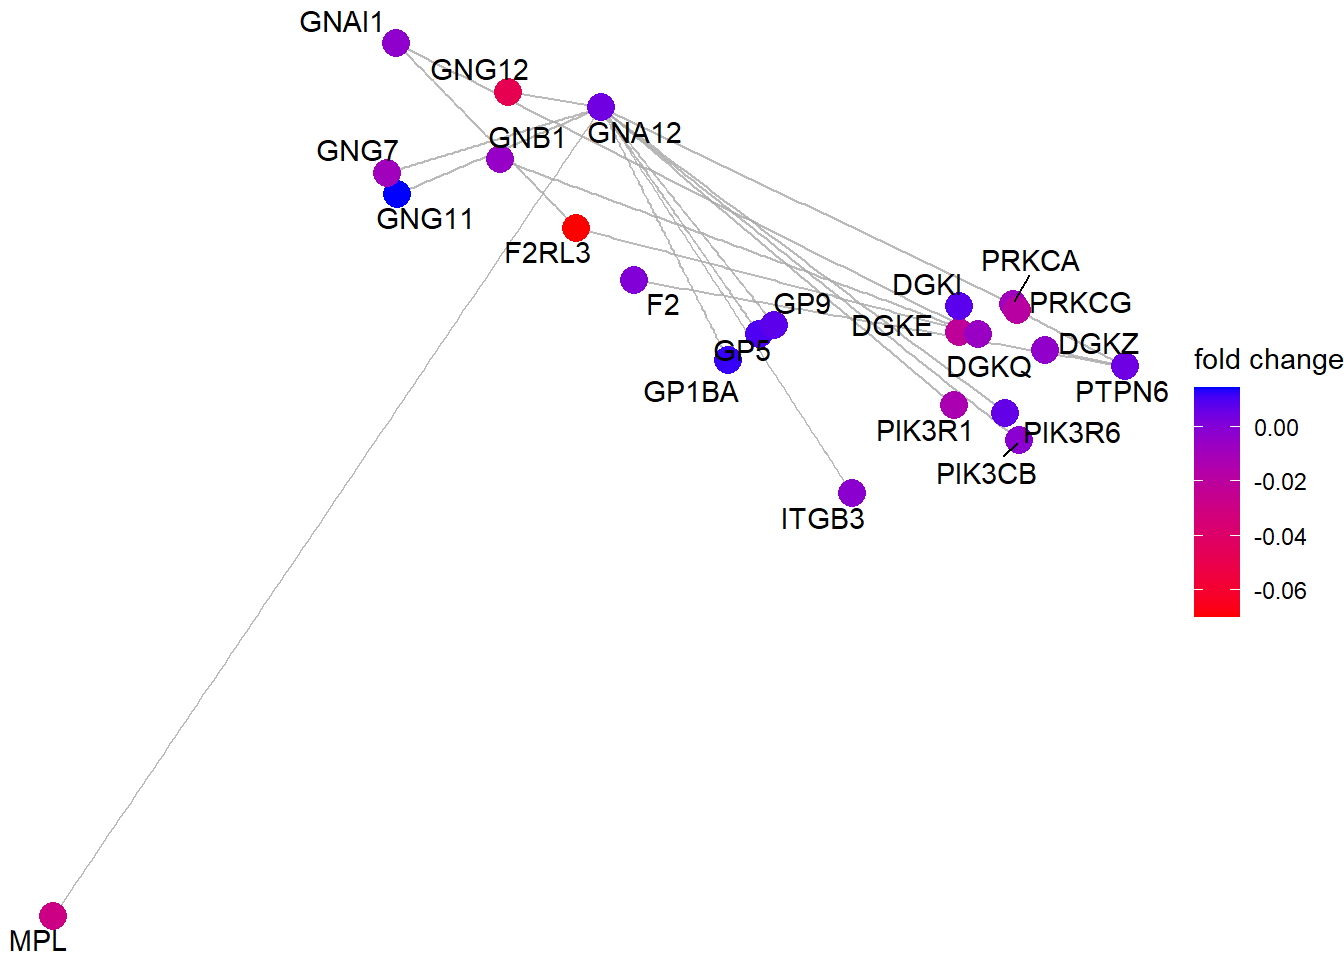 GNAI1
GNG12
GNA12
GNB1
GNG7
GNG11
F2RL3
F2
PRKCA
DGKI
GP9
PRKCG
DGKE
DGKZ
GP5
DGKQ
fold change
GP1BA
PTPN6
0.00
PIK3R1
PIK3R6
PIK3CB
-0.02
ITGB3
-0.04
-0.06
MPL